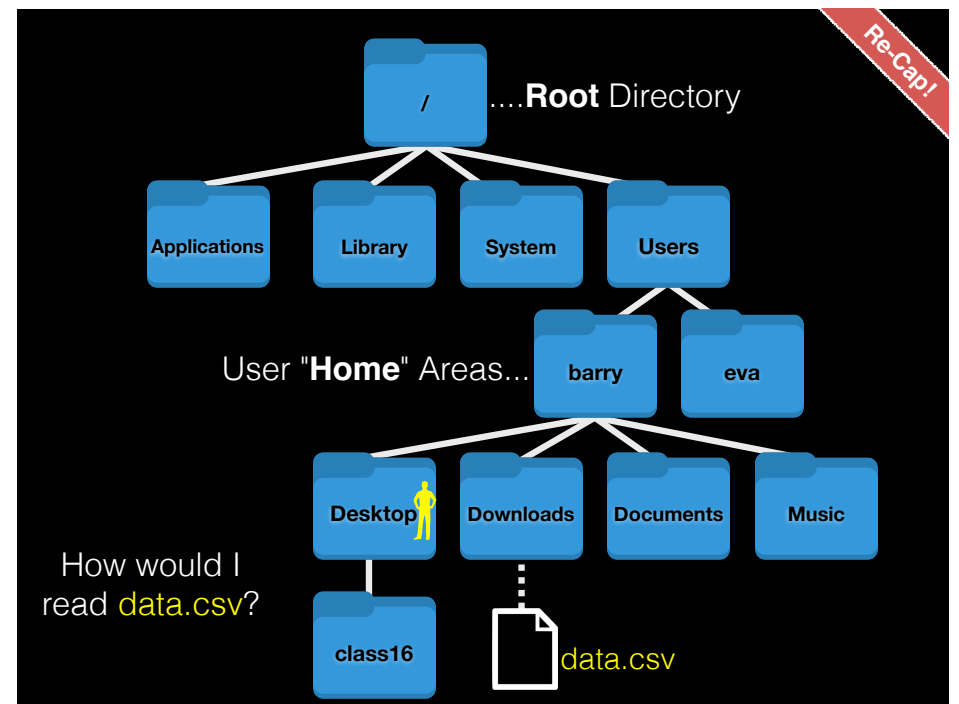 Re-Cap!
/
....Root Directory
Applications
Library
System
Users
User "Home" Areas...
barry
eva
Desktop
Downloads
Documents
Music
How would I
read data.csv?
class16
data.csv